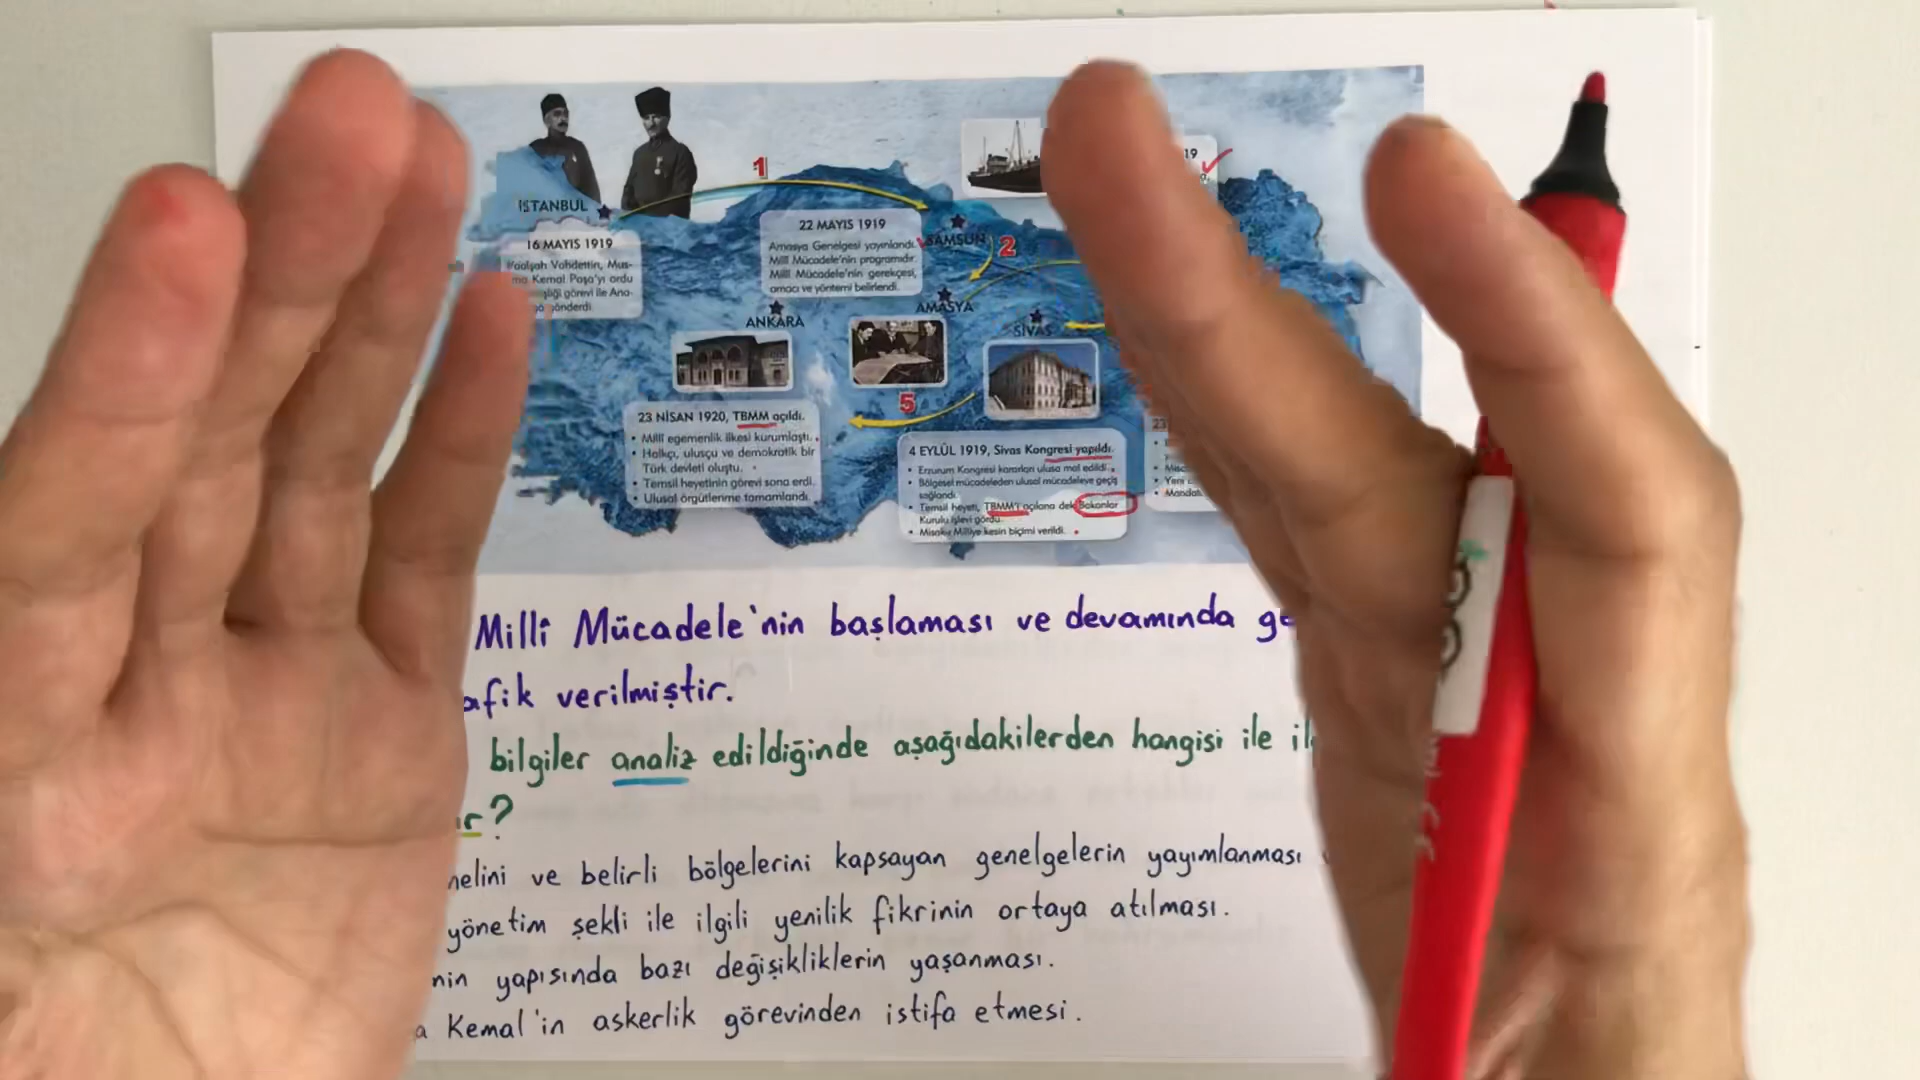 İSTANBUL
16 MAYIS 1919
Vahdettin, Mus-
Kemal Paşa'yı ordu
görevi ile Ana-
gönderdi.
1
22 MAYIS 1919
Amasya Genelgesi yayınlandı.
Millî Mücadele'nin programıdır.
Millî Mücadele'nin gerekçesi,
amacı ve yöntemi belirlendi.
19
SAMSUN
2
AMASYA
ANKARA
SİVAS
5
23 NİSAN 1920, TBMM açıldı.
• Millî egemenlik ilkesi kurumlaştı.
• Halkçı, ulusçu ve demokratik bir
Türk devleti oluştu.
• Temsil heyetinin görevi sona erdi.
• Ulusal örgütlenme tamamlandı.
4 EYLÜL 1919, Sivas Kongresi yapıldı.
• Erzurum Kongresi kararları ulusa mal edildi.
• Bölgesel mücadeleden ulusal mücadeleye geçiş
sağlandı.
• Temsil heyeti, TBMM'i açılana dek Bakanlar
Kurulu işlevi gördü.
• Misakımilliye kesin biçimi verildi.
23
Millî Mücadele'nin başlaması ve devamında
afik verilmiştir.
bilgiler analiz edildiğinde aşağıdakilerden hangisi ile
ır?
nelini ve belirli bölgelerini kapsayan genelgelerin yayımlanması
yönetim şekli ile ilgili yenilik fikrinin ortaya atılması.
nin yapısında bazı değişikliklerin yaşanması.
a Kemal'in askerlik görevinden istifa etmesi.